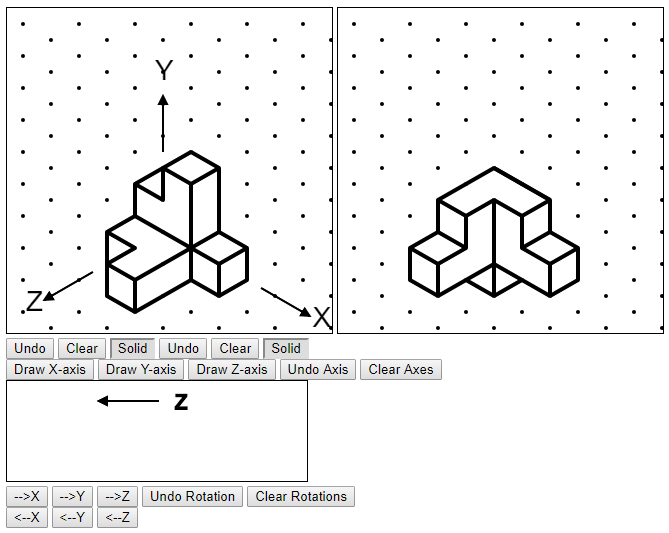 Y
Z
X
Undo Clear Solid Undo Clear Solid
Draw X-axis Draw Y-axis Draw Z-axis Undo Axis Clear Axes
z
-->X -->Y -->Z Undo Rotation Clear Rotations
<--X <--Y <--Z